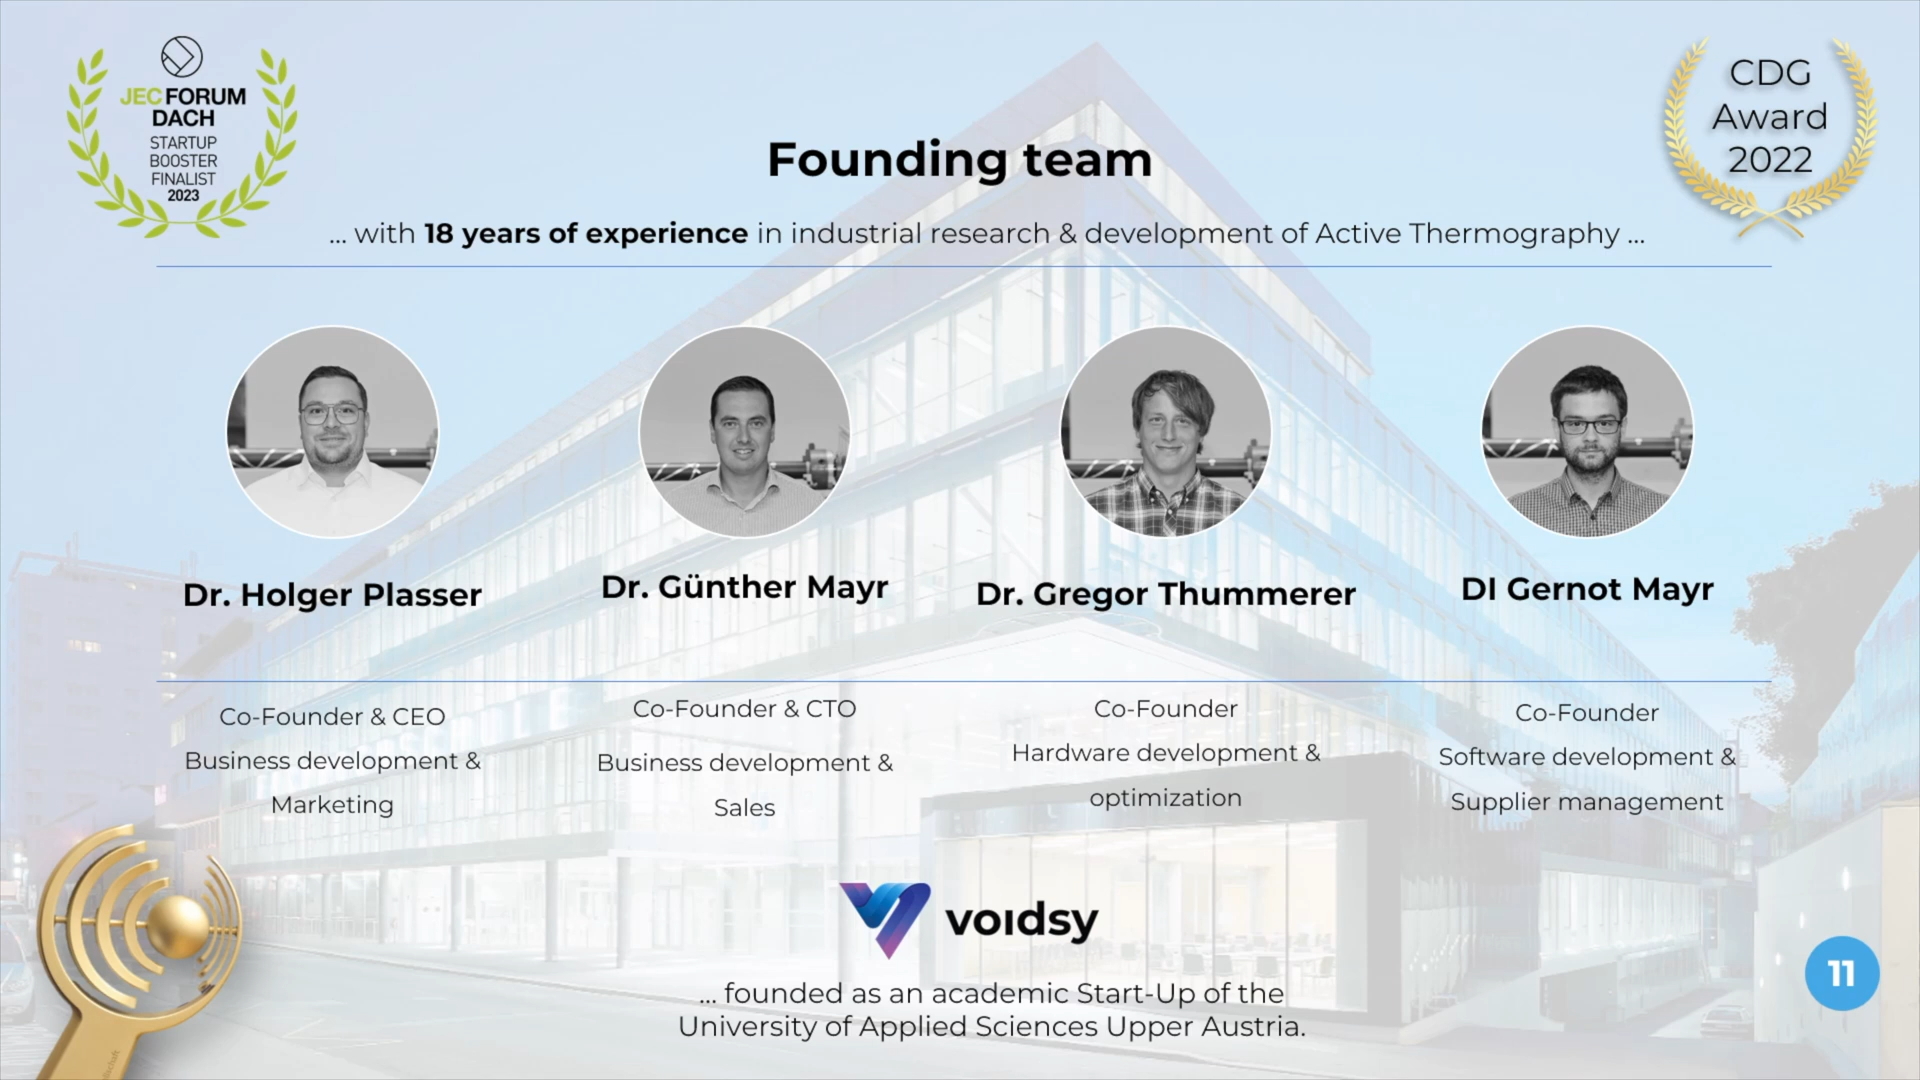 JEC FORUM
DACH
STARTUP
BOOSTER
FINALIST
2023
CDG
Award
2022
Founding team
... with 18 years of experience in industrial research & development of Active Thermography ...
Dr. Holger Plasser
Dr. Günther Mayr
Dr. Gregor Thummerer
DI Gernot Mayr
Co-Founder & CEO
Business development &
Marketing
Co-Founder & CTO
Business development &
Sales
Co-Founder
Hardware development &
optimization
Co-Founder
Software development &
Supplier management
voidsy
... founded as an academic Start-Up of the
University of Applied Sciences Upper Austria.
11